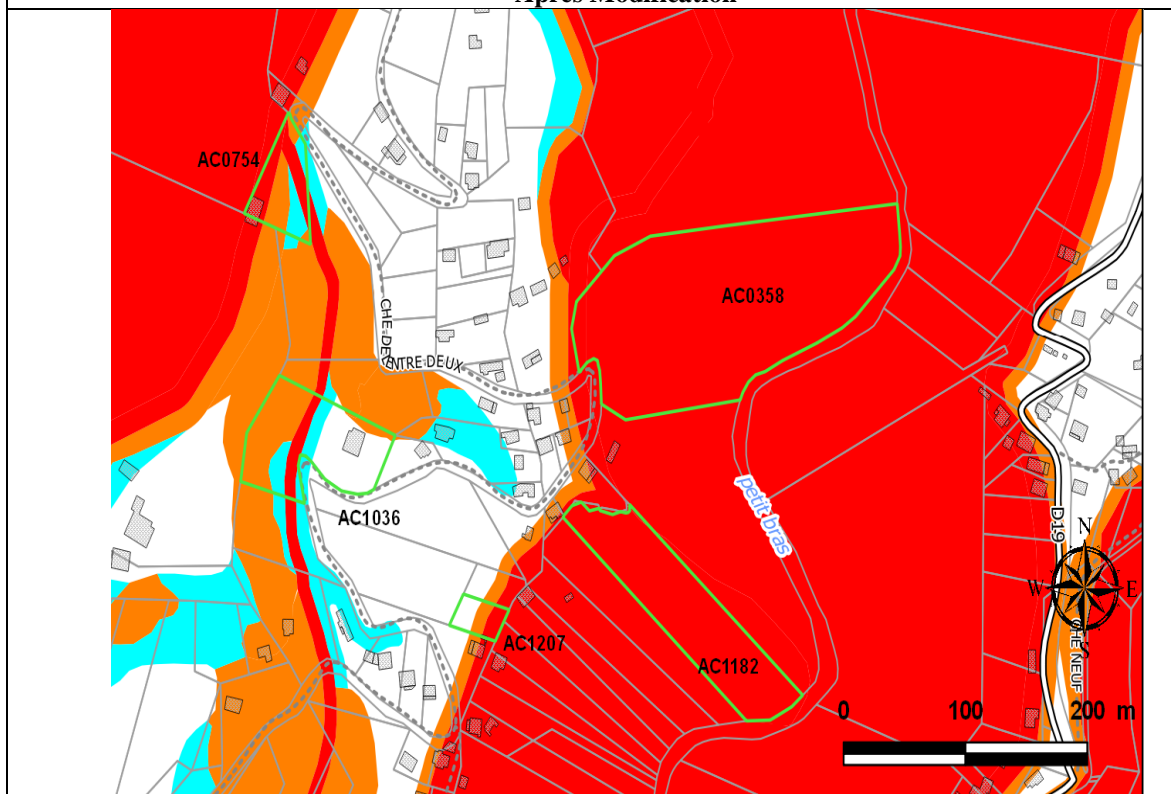 Après Modification
AC0754
AC0358
CHE DE ENTRE DEUX
AC1036
petit bras
D19
N
W E
S
AC1207
CHE NEUF
AC1182
0 100 200 m